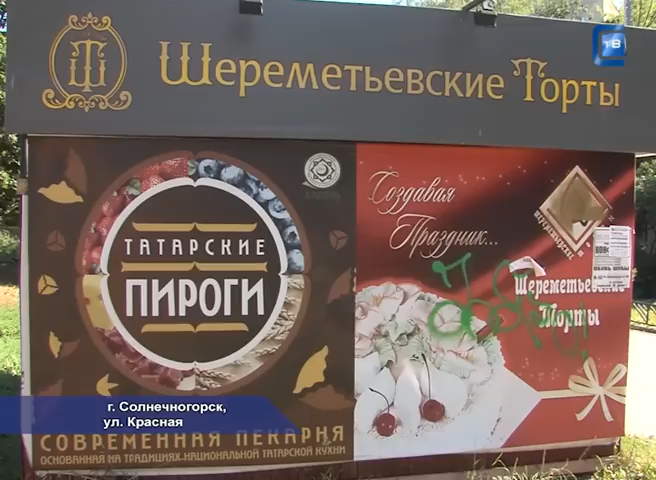 ТВ
Шереметьевские Торты
ТАТАРСКИЕ
ПИРОГИ
СОВРЕМЕННАЯ ПЕКАРНЯ
ОСНОВАННАЯ НА ТРАДИЦИЯХ НАЦИОНАЛЬНОЙ ТАТАРСКОЙ КУХНИ
Создавая
Праздник...
Шереметьевские
Торты
г. Солнечногорск,
ул. Красная